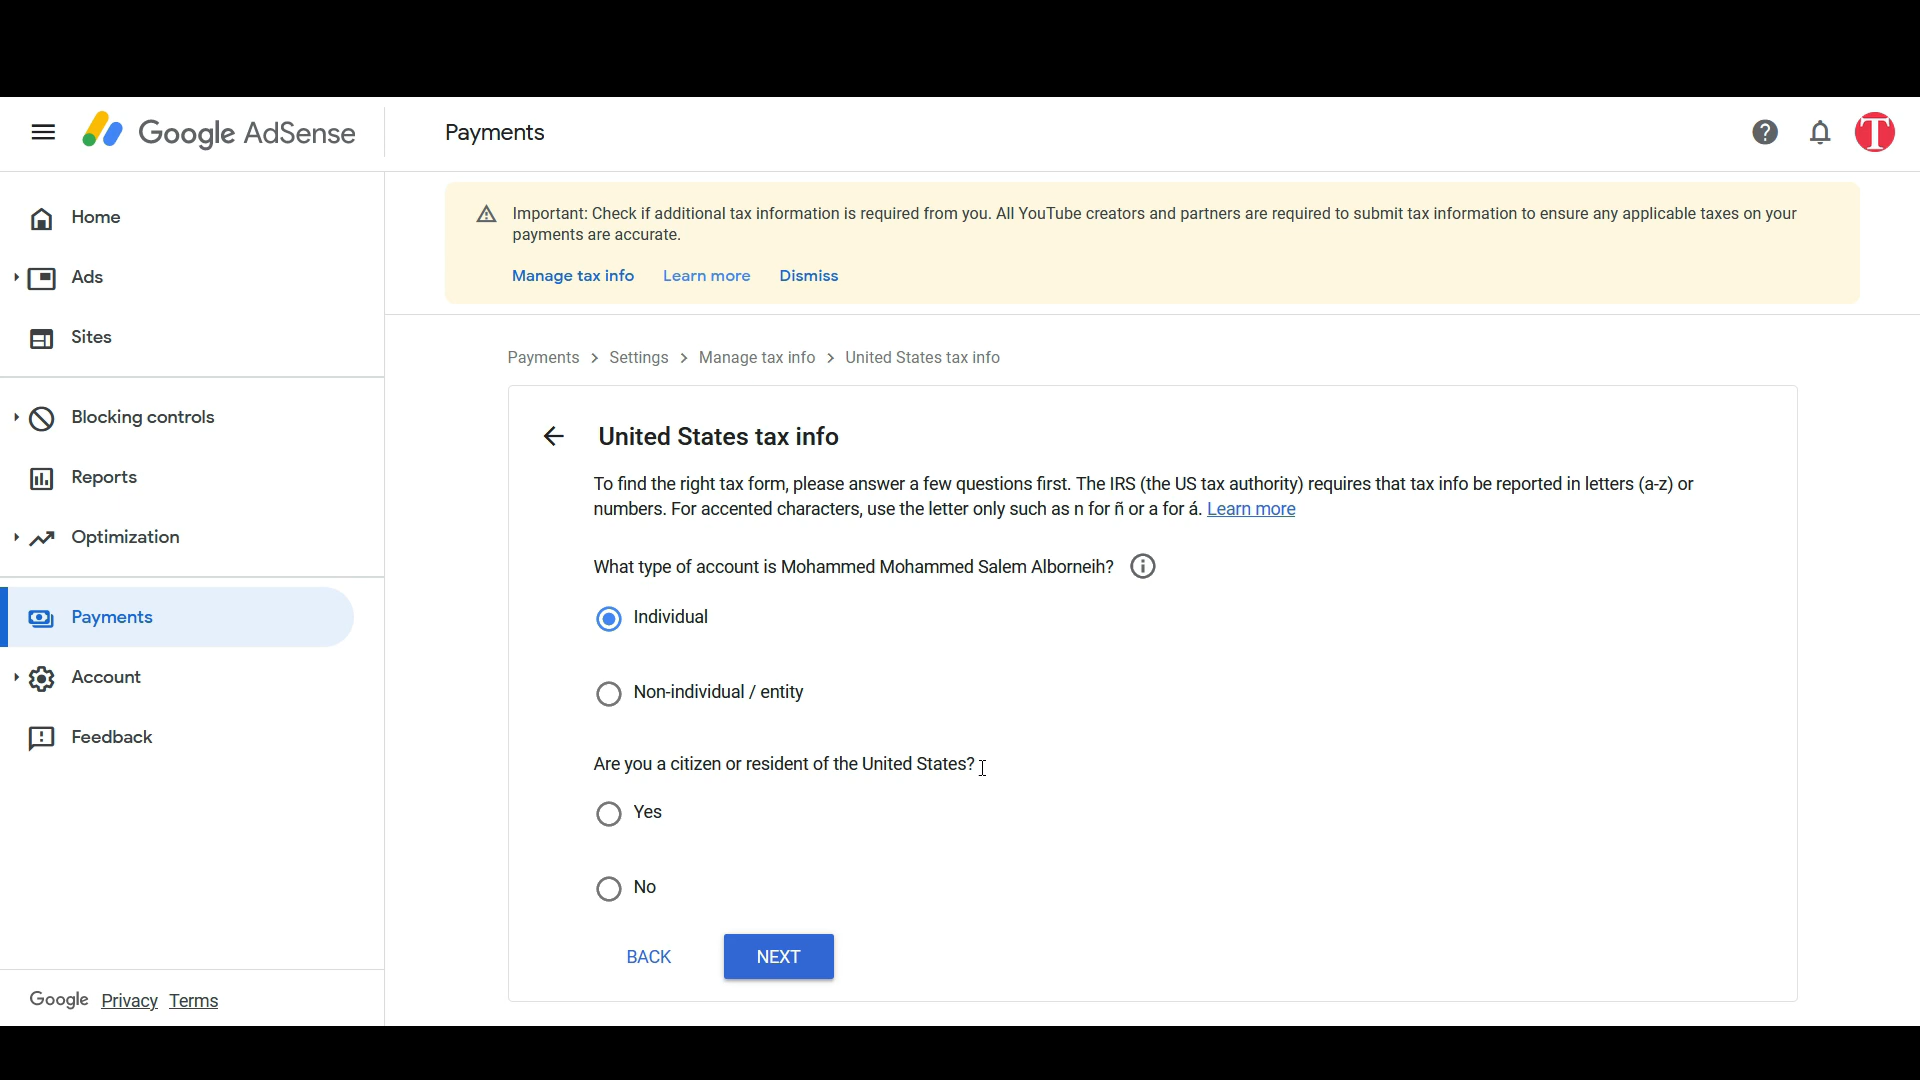 Google AdSense
Payments
Home
Ads
Sites
Blocking controls
Reports
Optimization
Payments
Account
Feedback
Google Privacy Terms
Important: Check if additional tax information is required from you. All YouTube creators and partners are required to submit tax information to ensure any applicable taxes on your
payments are accurate.
Manage tax info Learn more Dismiss
Payments > Settings > Manage tax info > United States tax info
United States tax info
To find the right tax form, please answer a few questions first. The IRS (the US tax authority) requires that tax info be reported in letters (a-z) or
numbers. For accented characters, use the letter only such as n for ñ or a for á. Learn more
What type of account is Mohammed Mohammed Salem Alborneih?
Individual
Non-individual / entity
Are you a citizen or resident of the United States?
Yes
No
BACK NEXT
T